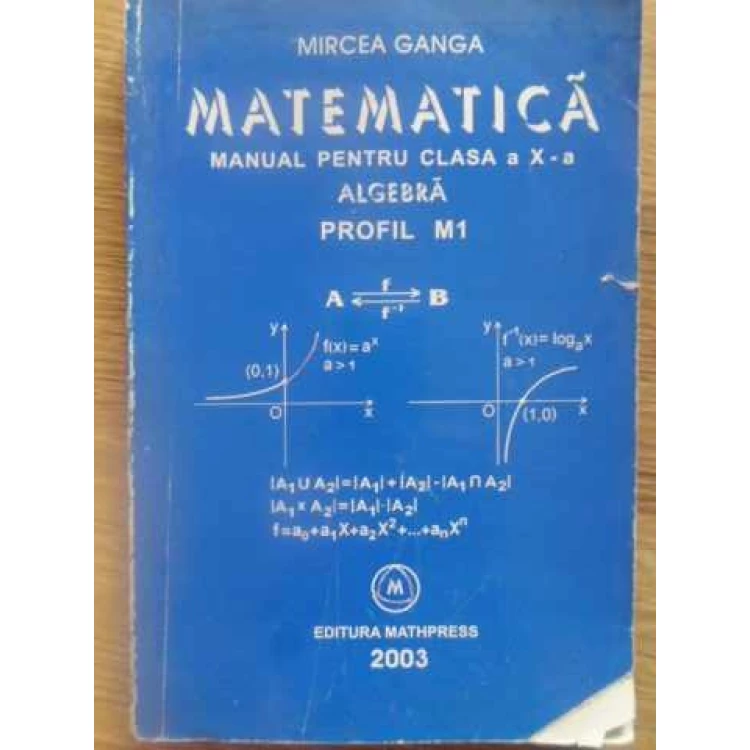 MIRCEA GANGA
MATEMATICĂ
MANUAL PENTRU CLASA a X - a
ALGEBRĂ
PROFIL M1
f
A ⇄ B
f⁻¹
y
f(x)=aˣ
a>1
(0,1)
O
x
y
f⁻¹(x)=logₐx
a>1
O
(1,0)
x
|A₁ U A₂|=|A₁|+|A₂|-|A₁ ∩ A₂|
|A₁ x A₂|=|A₁|·|A₂|
f=a₀+a₁X+a₂X²+...+aₙXⁿ
M
EDITURA MATHPRESS
2003